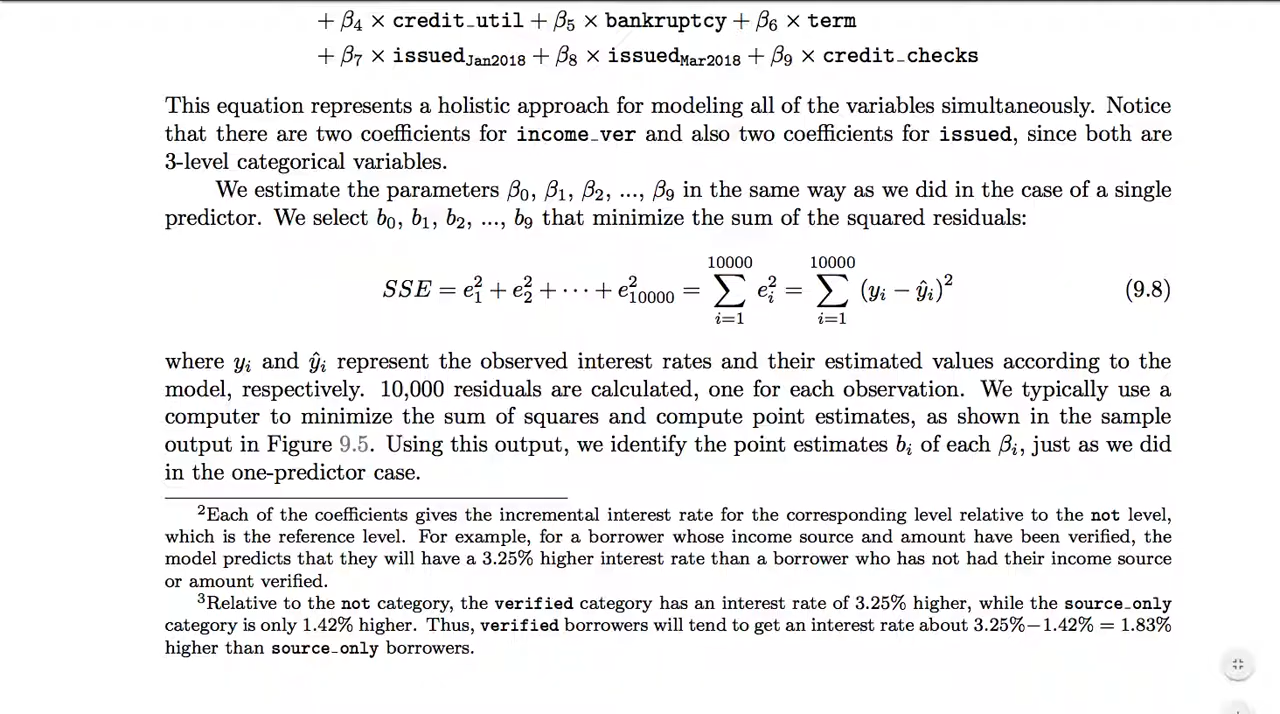 + β4 × credit_util + β5 × bankruptcy + β6 × term
+ β7 × issuedJan2018 + β8 × issuedMar2018 + β9 × credit_checks
This equation represents a holistic approach for modeling all of the variables simultaneously. Notice
that there are two coefficients for income_ver and also two coefficients for issued, since both are
3-level categorical variables.
We estimate the parameters β0, β1, β2, ..., β9 in the same way as we did in the case of a single
predictor. We select b0, b1, b2, ..., b9 that minimize the sum of the squared residuals:
SSE = e₁² + e₂² + ··· + e₁₀₀₀₀² = ∑_{i=1}^{10000} eᵢ² = ∑_{i=1}^{10000} (yᵢ − ŷᵢ)² (9.8)
where yi and ŷi represent the observed interest rates and their estimated values according to the
model, respectively. 10,000 residuals are calculated, one for each observation. We typically use a
computer to minimize the sum of squares and compute point estimates, as shown in the sample
output in Figure 9.5. Using this output, we identify the point estimates bi of each βi, just as we did
in the one-predictor case.
²Each of the coefficients gives the incremental interest rate for the corresponding level relative to the not level,
which is the reference level. For example, for a borrower whose income source and amount have been verified, the
model predicts that they will have a 3.25% higher interest rate than a borrower who has not had their income source
or amount verified.
³Relative to the not category, the verified category has an interest rate of 3.25% higher, while the source_only
category is only 1.42% higher. Thus, verified borrowers will tend to get an interest rate about 3.25%−1.42% = 1.83%
higher than source_only borrowers.